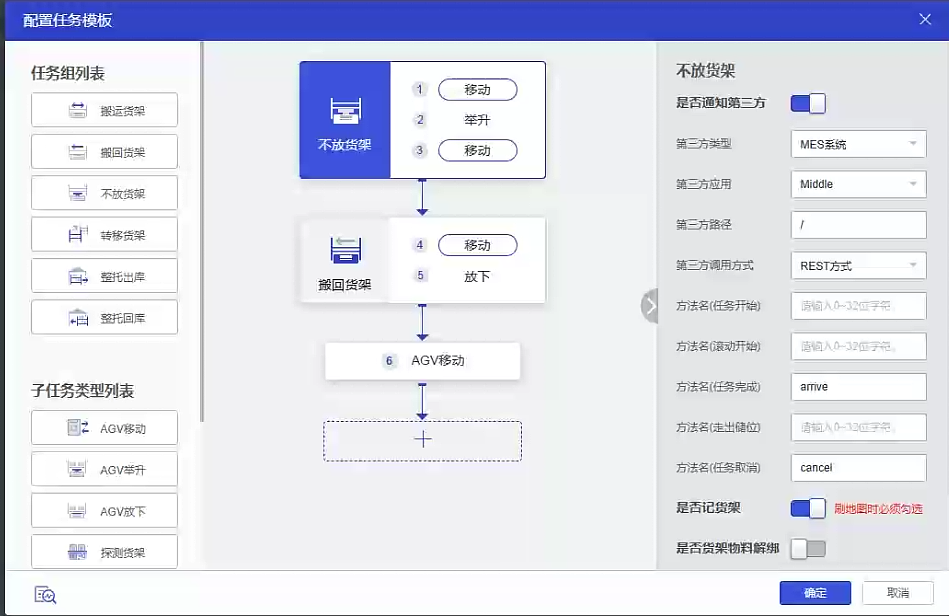 配置任务模板
任务组列表
搬运货架
搬回货架
不放货架
转移货架
整托出库
整托回库
子任务类型列表
AGV移动
AGV举升
AGV放下
探测货架
不放货架
1 移动
2 举升
3 移动
搬回货架
4 移动
5 放下
6 AGV移动
不放货架
是否通知第三方
第三方类型 MES系统
第三方应用 Middle
第三方路径 /
第三方调用方式 REST方式
方法名(任务开始) 请输入0~32位字符
方法名(滚动开始) 请输入0~32位字符
方法名(任务完成) arrive
方法名(走出储位) 请输入0~32位字符
方法名(任务取消) cancel
是否记货架 刷地图时必须勾选
是否货架物料解绑
确定 取消